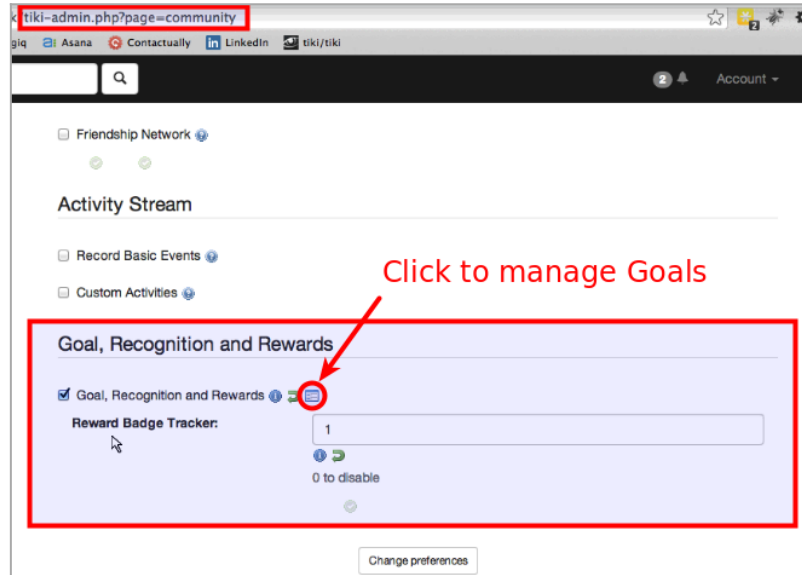 tiki-admin.php?page=community
giq Asana Contactually LinkedIn tiki/tiki
2 Account
Friendship Network
Activity Stream
Record Basic Events
Custom Activities
Click to manage Goals
Goal, Recognition and Rewards
Goal, Recognition and Rewards
Reward Badge Tracker: 1
0 to disable
Change preferences